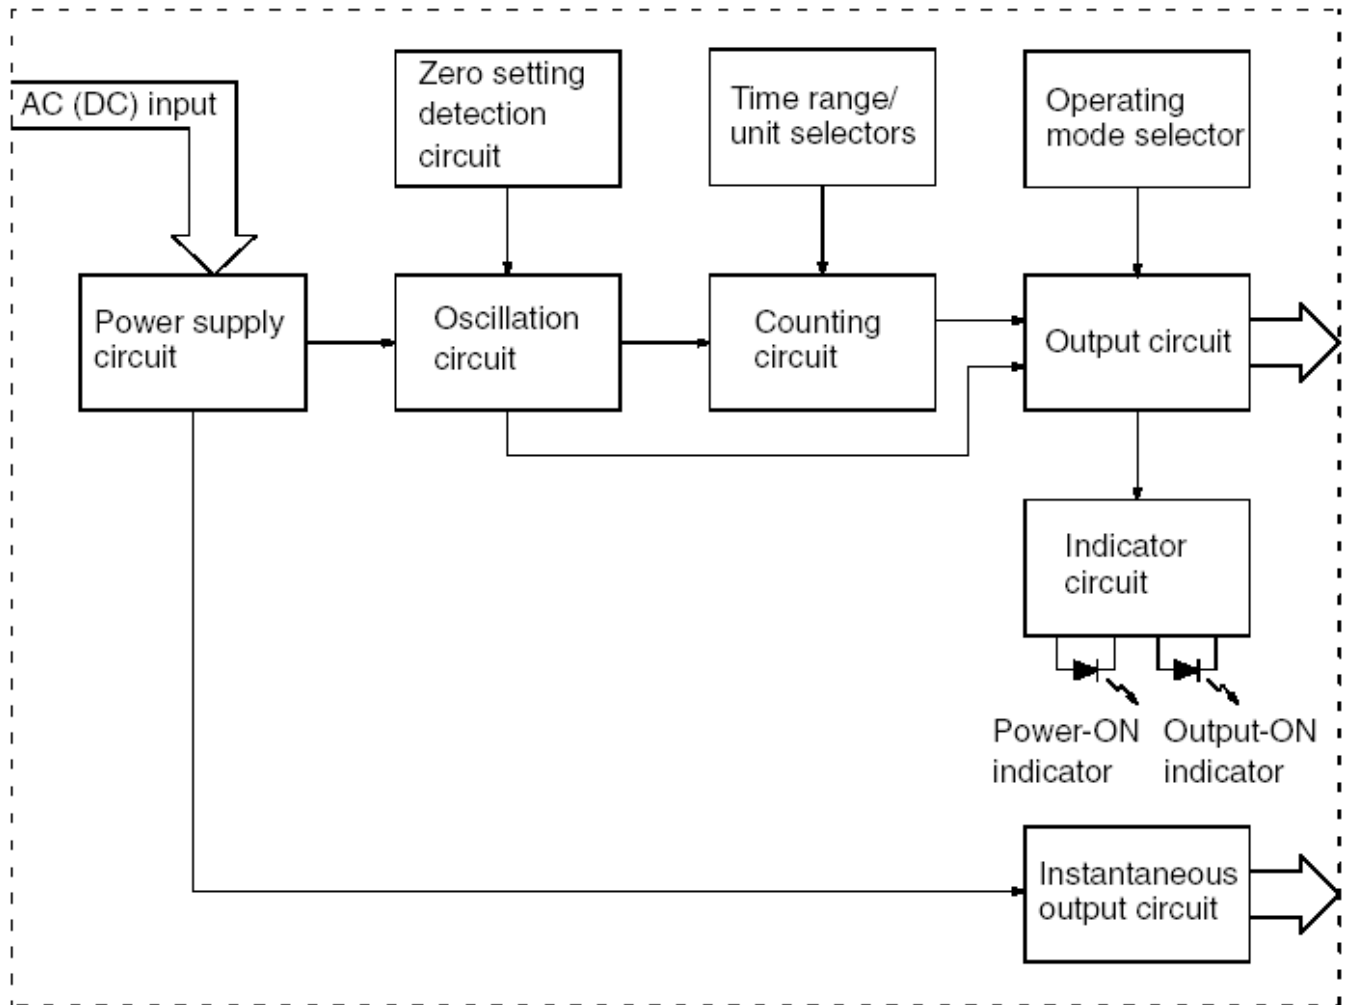 AC (DC) input
Zero setting
detection
circuit
Time range/
unit selectors
Operating
mode selector
Power supply
circuit
Oscillation
circuit
Counting
circuit
Output circuit
Indicator
circuit
Power-ON
indicator
Output-ON
indicator
Instantaneous
output circuit